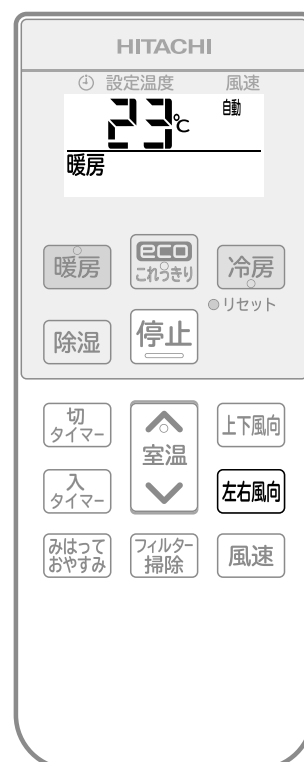 HITACHI
設定温度 風速
23℃ 自動
暖房
暖房 eco これっきり 冷房
リセット
除湿 停止
切
タイマー
室温
上下風向
入
タイマー
左右風向
みはって
おやすみ
フィルター
掃除
風速